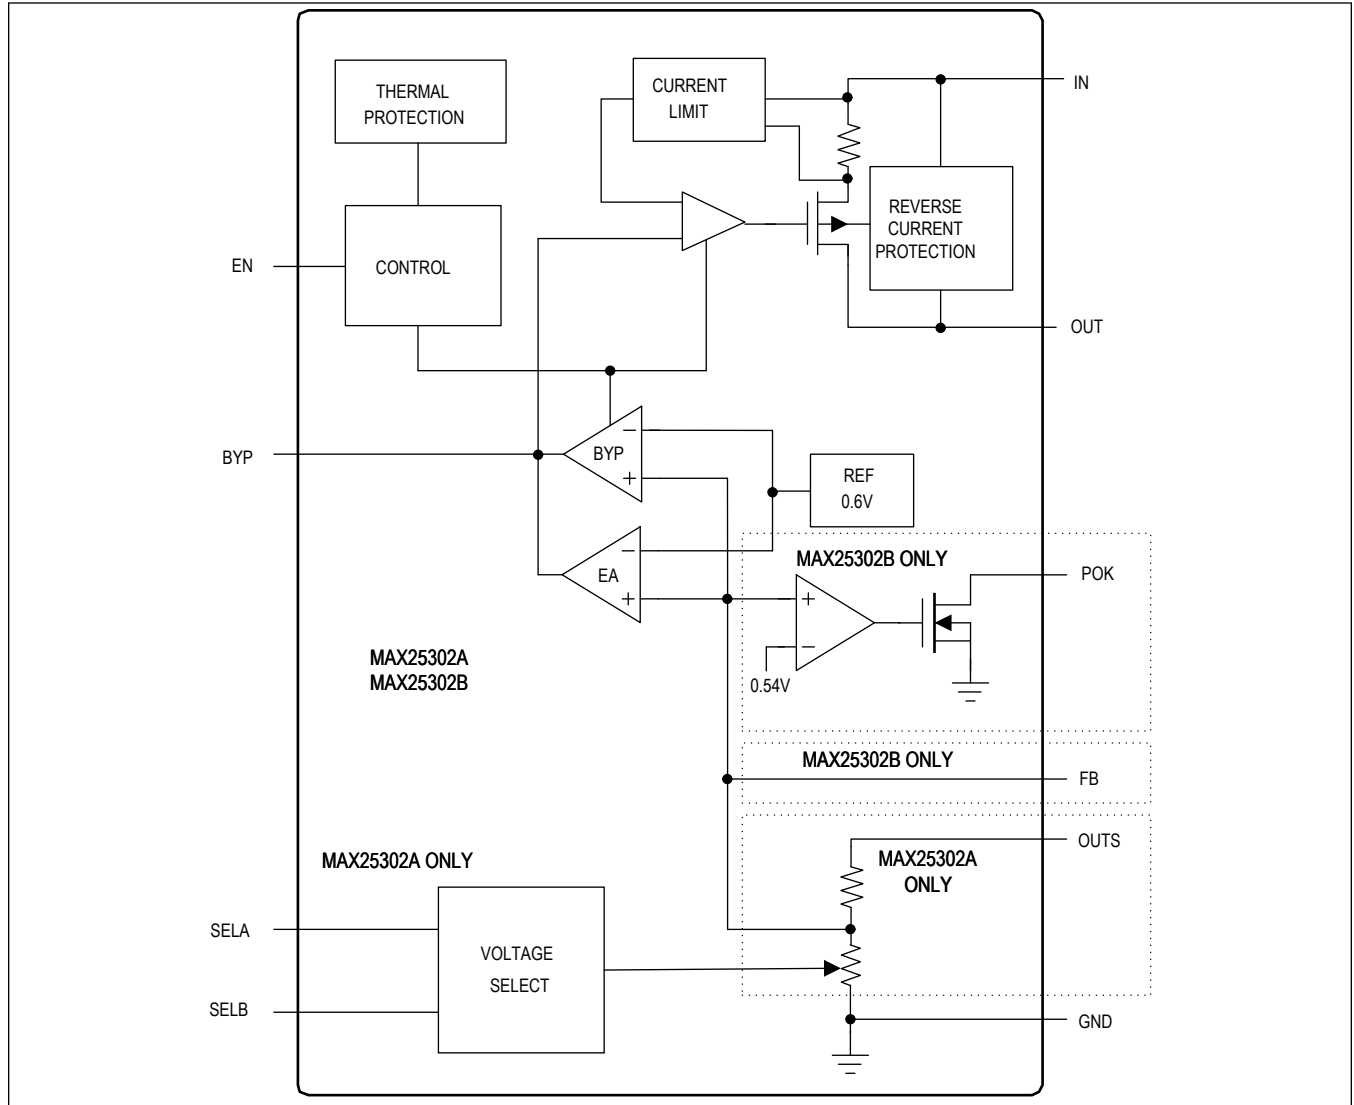 THERMAL
PROTECTION
CURRENT
LIMIT
IN
REVERSE
CURRENT
PROTECTION
EN
CONTROL
OUT
BYP
BYP
−
+
REF
0.6V
EA
−
+
MAX25302B ONLY
POK
+
−
0.54V
MAX25302A
MAX25302B
MAX25302B ONLY
FB
OUTS
MAX25302A
ONLY
MAX25302A ONLY
SELA
VOLTAGE
SELECT
SELB
GND